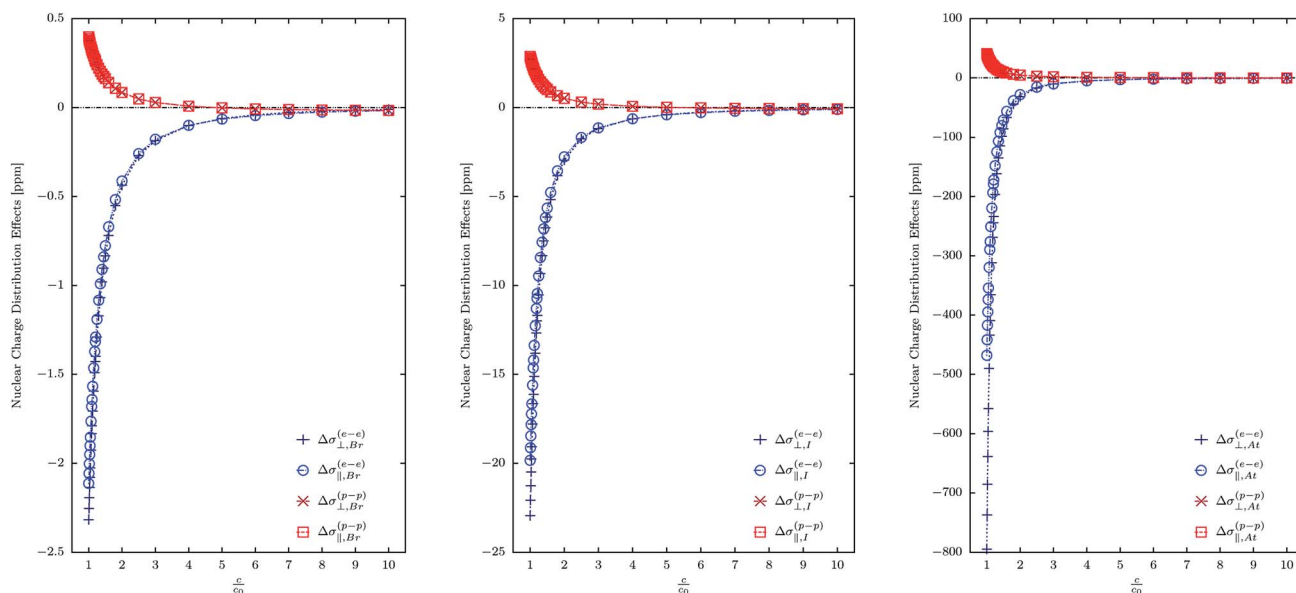 0.5
0
−0.5
−1
−1.5
−2
−2.5
1 2 3 4 5 6 7 8 9 10
c/c₀
Nuclear Charge Distribution Effects [ppm]
Δσ⊥,Br(e−e)
Δσ∥,Br(e−e)
Δσ⊥,Br(p−p)
Δσ∥,Br(p−p)
5
0
−5
−10
−15
−20
−25
1 2 3 4 5 6 7 8 9 10
c/c₀
Nuclear Charge Distribution Effects [ppm]
Δσ⊥,I(e−e)
Δσ∥,I(e−e)
Δσ⊥,I(p−p)
Δσ∥,I(p−p)
100
0
−100
−200
−300
−400
−500
−600
−700
−800
1 2 3 4 5 6 7 8 9 10
c/c₀
Nuclear Charge Distribution Effects [ppm]
Δσ⊥,At(e−e)
Δσ∥,At(e−e)
Δσ⊥,At(p−p)
Δσ∥,At(p−p)